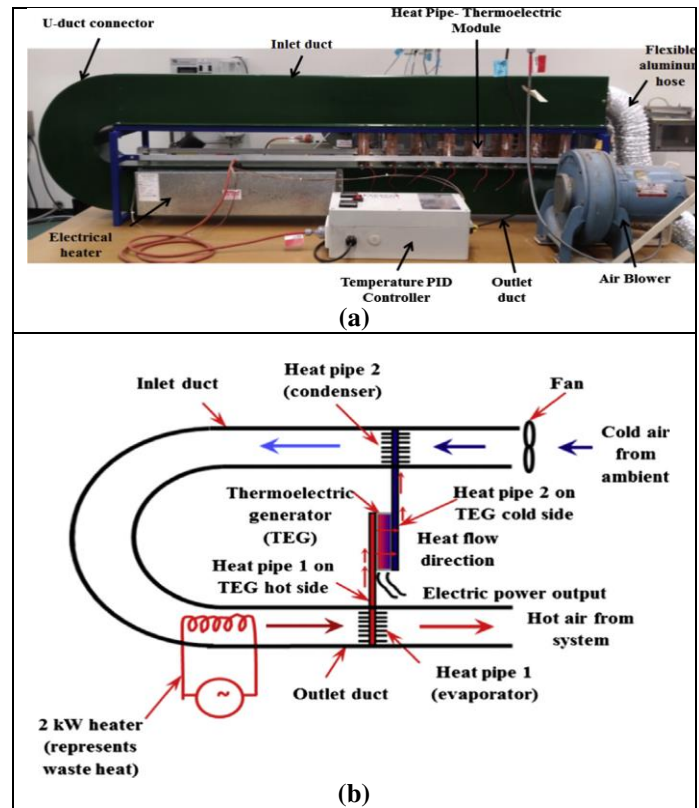 U-duct connector
Inlet duct
Heat Pipe- Thermoelectric
Module
Flexible
aluminum
hose
Electrical
heater
Temperature PID
Controller
Outlet
duct
Air Blower
(a)
Heat pipe 2
(condenser)
Inlet duct
Fan
Cold air
from
ambient
Thermoelectric
generator
(TEG)
Heat pipe 2 on
TEG cold side
Heat flow
direction
Heat pipe 1 on
TEG hot side
Electric power output
Hot air from
system
Outlet duct
Heat pipe 1
(evaporator)
2 kW heater
(represents
waste heat)
~
(b)